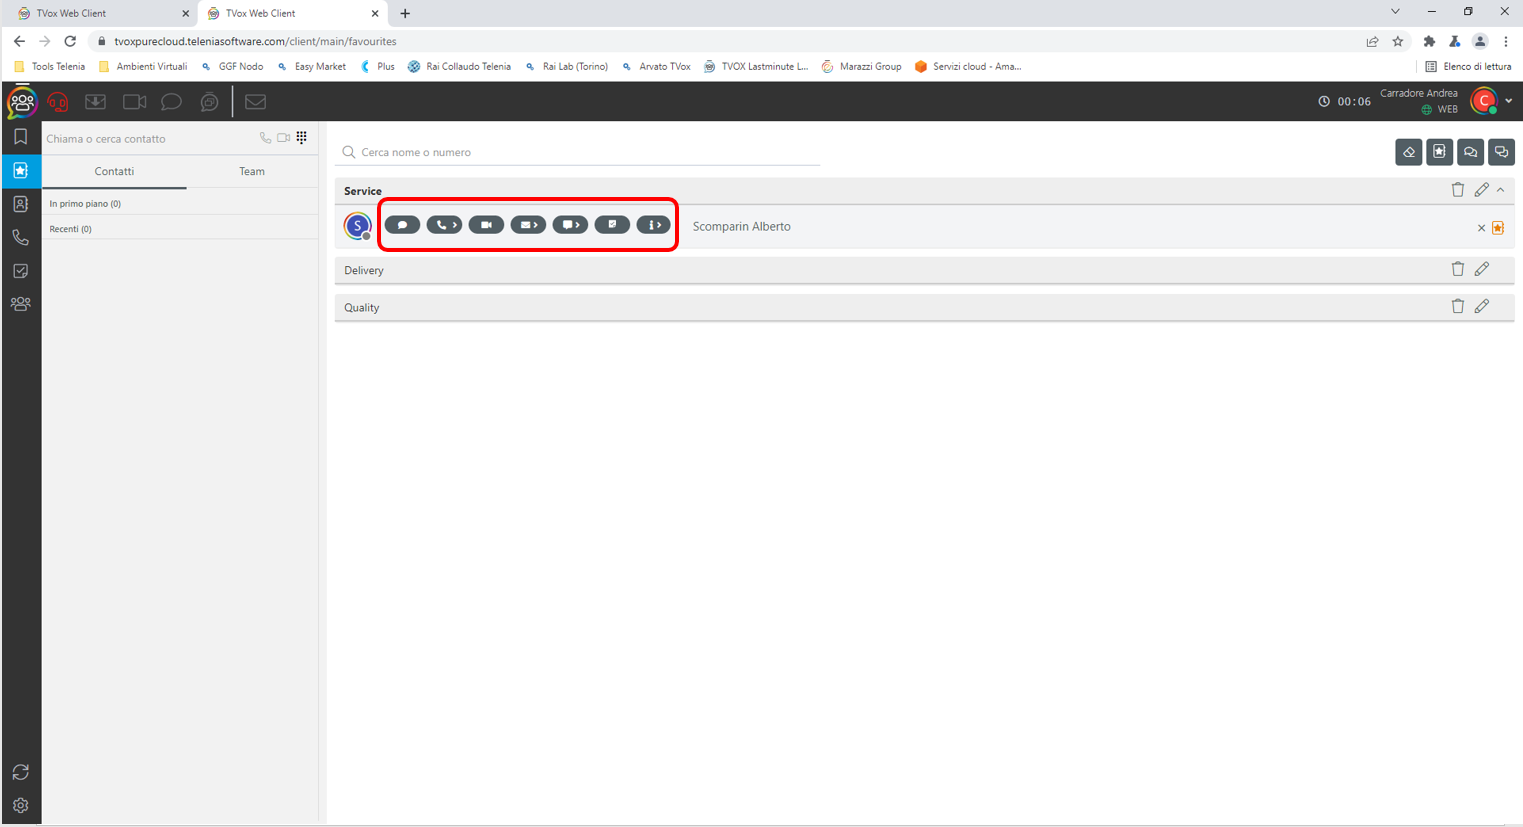 TVox Web Client
TVox Web Client
tvoxpurecloud.teleniasoftware.com/client/main/favourites
Tools Telenia Ambienti Virtuali GGF Nodo Easy Market Plus Rai Collaudo Telenia Rai Lab (Torino) Arvato TVox TVOX Lastminute L... Marazzi Group Servizi cloud - Ama... Elenco di lettura
00:06
Carradore Andrea
WEB
C
Chiama o cerca contatto
Contatti Team
In primo piano (0)
Recenti (0)
Cerca nome o numero
Service
S
Scomparin Alberto
Delivery
Quality